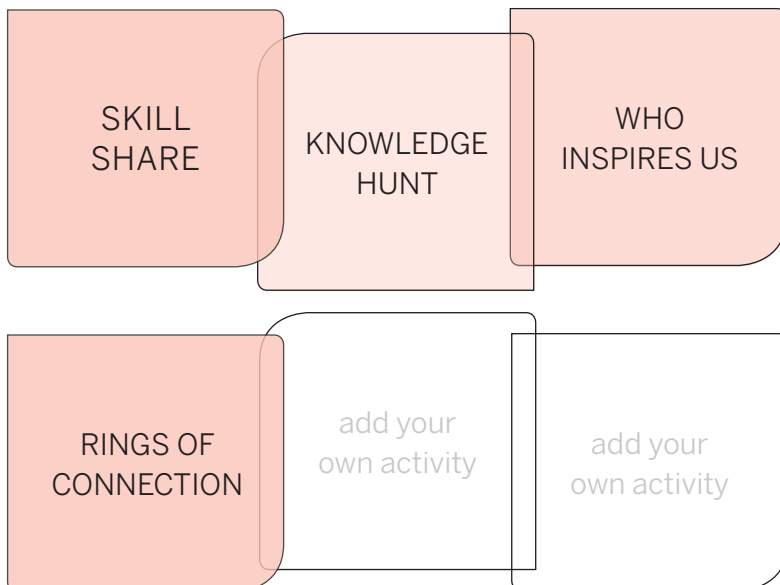 SKILL
SHARE
KNOWLEDGE
HUNT
WHO
INSPIRES US
RINGS OF
CONNECTION
add your
own activity
add your
own activity